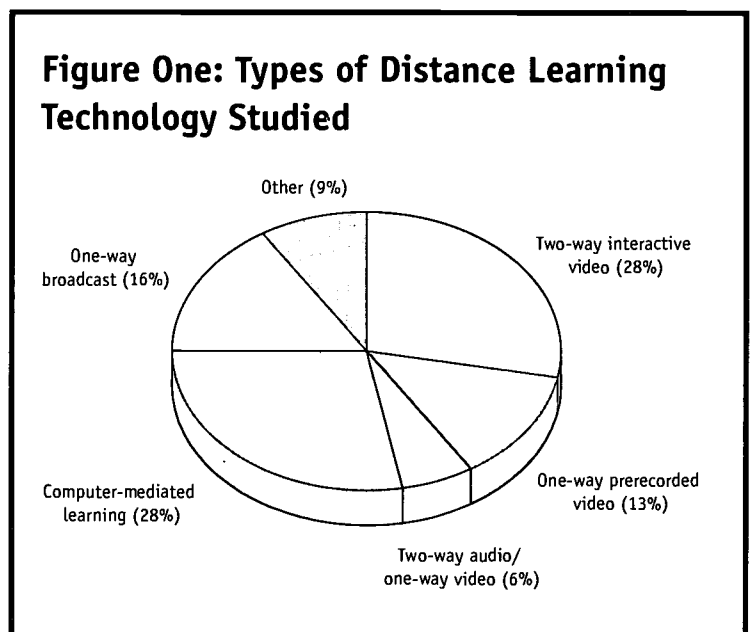 Figure One: Types of Distance Learning
Technology Studied
Other (9%)
Two-way interactive
video (28%)
One-way
broadcast (16%)
One-way prerecorded
video (13%)
Computer-mediated
learning (28%)
Two-way audio/
one-way video (6%)